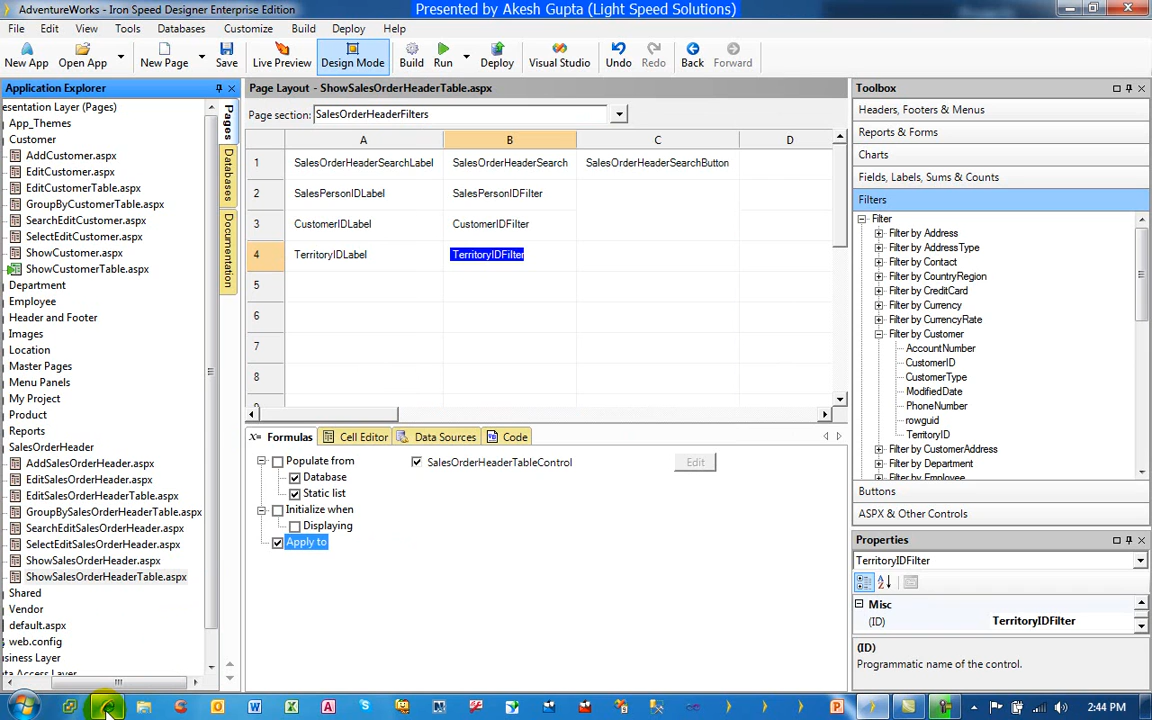 AdventureWorks - Iron Speed Designer Enterprise Edition
Presented by Akesh Gupta (Light Speed Solutions)
File Edit View Tools Databases Customize Build Deploy Help
New App Open App New Page Save Live Preview Design Mode Build Run Deploy Visual Studio Undo Redo Back Forward
Application Explorer
esentation Layer (Pages)
App_Themes
Customer
AddCustomer.aspx
EditCustomer.aspx
EditCustomerTable.aspx
GroupByCustomerTable.aspx
SearchEditCustomer.aspx
SelectEditCustomer.aspx
ShowCustomer.aspx
ShowCustomerTable.aspx
Department
Employee
Header and Footer
Images
Location
Master Pages
Menu Panels
My Project
Product
Reports
SalesOrderHeader
AddSalesOrderHeader.aspx
EditSalesOrderHeader.aspx
EditSalesOrderHeaderTable.aspx
GroupBySalesOrderHeaderTable.aspx
SearchEditSalesOrderHeader.aspx
SelectEditSalesOrderHeader.aspx
ShowSalesOrderHeader.aspx
ShowSalesOrderHeaderTable.aspx
Shared
Vendor
default.aspx
web.config
usiness Layer
ata Access Layer
Pages
Databases
Documentation
Page Layout - ShowSalesOrderHeaderTable.aspx
Page section: SalesOrderHeaderFilters
A B C D
1 SalesOrderHeaderSearchLabel SalesOrderHeaderSearch SalesOrderHeaderSearchButton
2 SalesPersonIDLabel SalesPersonIDFilter
3 CustomerIDLabel CustomerIDFilter
4 TerritoryIDLabel TerritoryIDFilter
5
6
7
8
Formulas Cell Editor Data Sources Code
Populate from
Database
Static list
Initialize when
Displaying
Apply to
SalesOrderHeaderTableControl
Edit
Toolbox
Headers, Footers & Menus
Reports & Forms
Charts
Fields, Labels, Sums & Counts
Filters
Filter
Filter by Address
Filter by AddressType
Filter by Contact
Filter by CountryRegion
Filter by CreditCard
Filter by Currency
Filter by CurrencyRate
Filter by Customer
AccountNumber
CustomerID
CustomerType
ModifiedDate
PhoneNumber
rowguid
TerritoryID
Filter by CustomerAddress
Filter by Department
Filter by Employee
Buttons
ASPX & Other Controls
Properties
TerritoryIDFilter
Misc
(ID) TerritoryIDFilter
(ID)
Programmatic name of the control.
2:44 PM